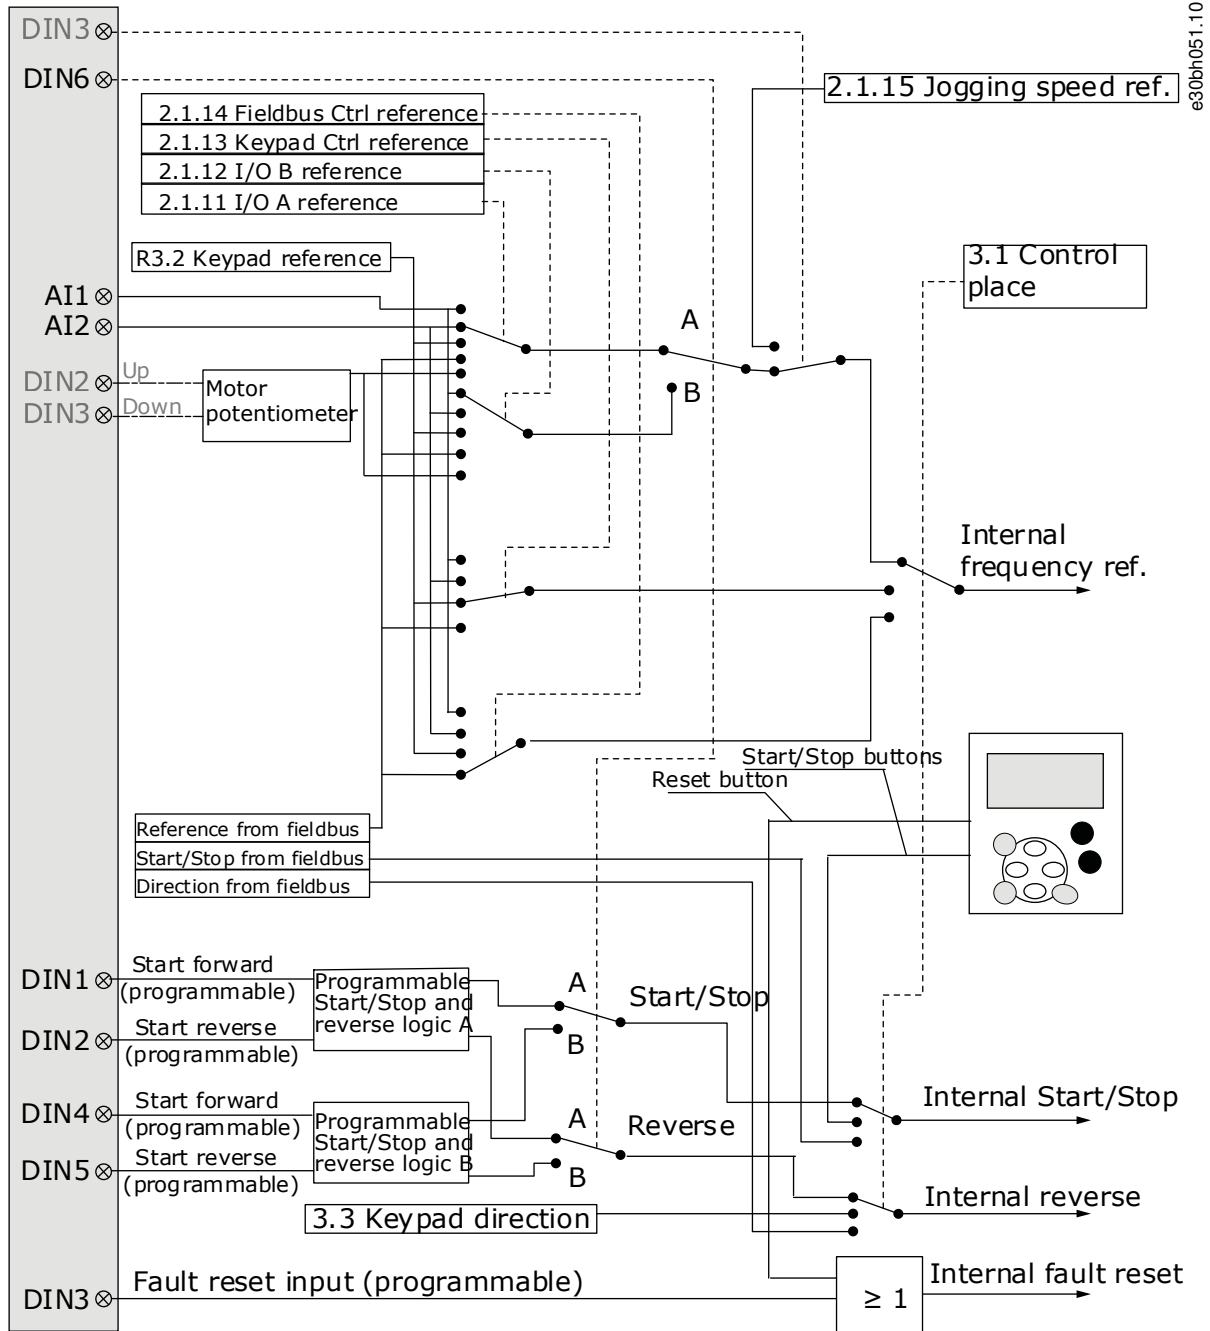 DIN3
DIN6
e30bh051.10
2.1.15 Jogging speed ref.
2.1.14 Fieldbus Ctrl reference
2.1.13 Keypad Ctrl reference
2.1.12 I/O B reference
2.1.11 I/O A reference
R3.2 Keypad reference
3.1 Control
place
AI1
AI2
A
B
DIN2
Up
DIN3
Down
Motor
potentiometer
Internal
frequency ref.
Start/Stop buttons
Reset button
Reference from fieldbus
Start/Stop from fieldbus
Direction from fieldbus
DIN1
Start forward
(programmable)
DIN2
Start reverse
(programmable)
Programmable
Start/Stop and
reverse logic A
A
B
Start/Stop
DIN4
Start forward
(programmable)
DIN5
Start reverse
(programmable)
Programmable
Start/Stop and
reverse logic B
A
B
Reverse
Internal Start/Stop
3.3 Keypad direction
Internal reverse
DIN3
Fault reset input (programmable)
≥ 1
Internal fault reset